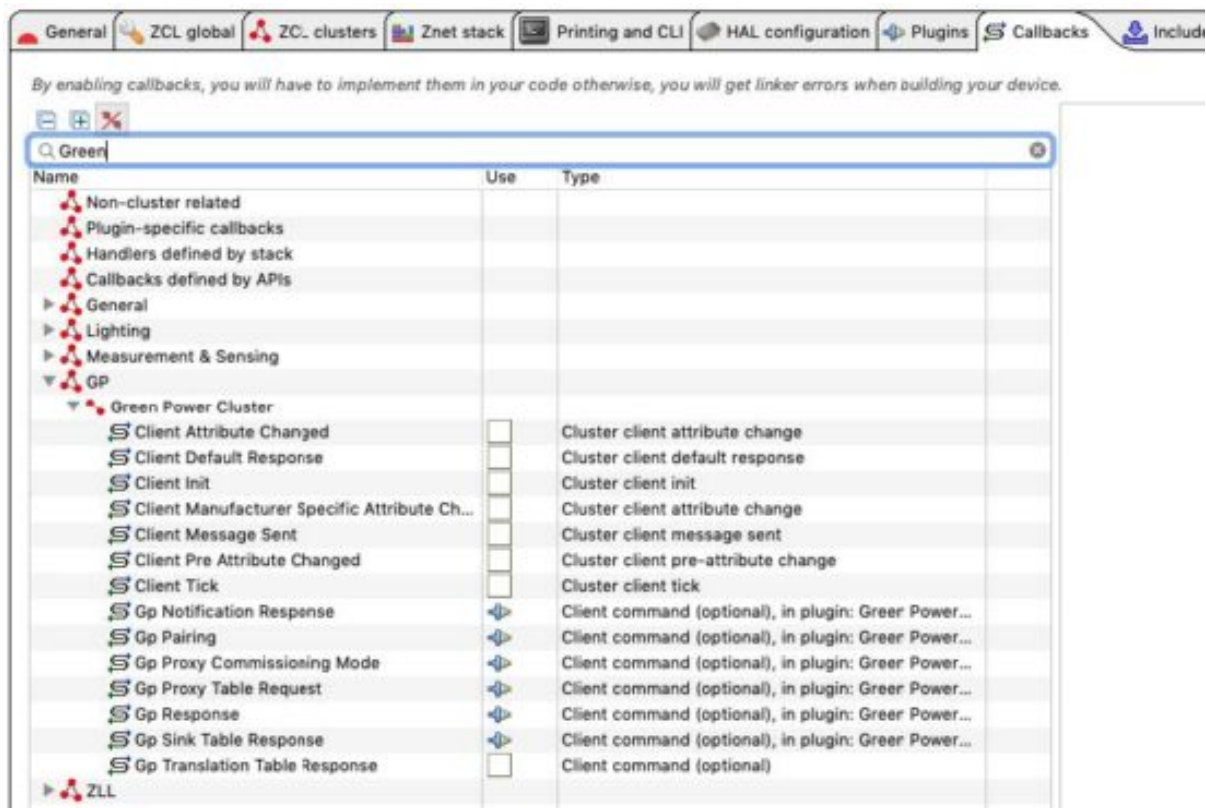 General ZCL global ZCL clusters Znet stack Printing and CLI HAL configuration Plugins Callbacks Include
By enabling callbacks, you will have to implement them in your code otherwise, you will get linker errors when building your device.
Green
Name Use Type
Non-cluster related
Plugin-specific callbacks
Handlers defined by stack
Callbacks defined by APIs
General
Lighting
Measurement & Sensing
GP
Green Power Cluster
Client Attribute Changed Cluster client attribute change
Client Default Response Cluster client default response
Client Init Cluster client init
Client Manufacturer Specific Attribute Ch... Cluster client attribute change
Client Message Sent Cluster client message sent
Client Pre Attribute Changed Cluster client pre-attribute change
Client Tick Cluster client tick
Gp Notification Response Client command (optional), in plugin: Green Power...
Gp Pairing Client command (optional), in plugin: Green Power...
Gp Proxy Commissioning Mode Client command (optional), in plugin: Green Power...
Gp Proxy Table Request Client command (optional), in plugin: Green Power...
Gp Response Client command (optional), in plugin: Green Power...
Gp Sink Table Response Client command (optional), in plugin: Green Power...
Gp Translation Table Response Client command (optional)
ZLL